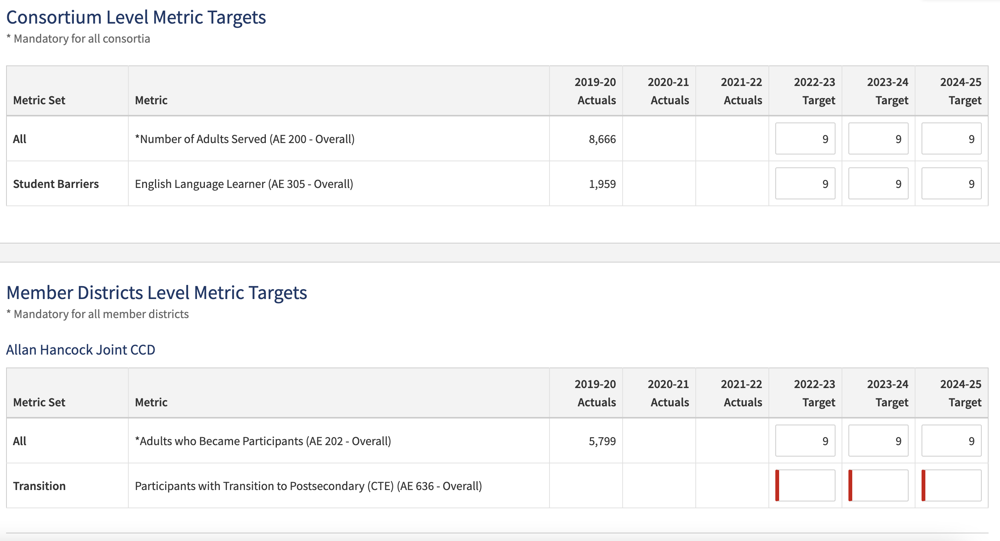 Consortium Level Metric Targets
* Mandatory for all consortia
Metric Set Metric 2019-20 Actuals 2020-21 Actuals 2021-22 Actuals 2022-23 Target 2023-24 Target 2024-25 Target
All *Number of Adults Served (AE 200 - Overall) 8,666 9 9 9
Student Barriers English Language Learner (AE 305 - Overall) 1,959 9 9 9
Member Districts Level Metric Targets
* Mandatory for all member districts
Allan Hancock Joint CCD
Metric Set Metric 2019-20 Actuals 2020-21 Actuals 2021-22 Actuals 2022-23 Target 2023-24 Target 2024-25 Target
All *Adults who Became Participants (AE 202 - Overall) 5,799 9 9 9
Transition Participants with Transition to Postsecondary (CTE) (AE 636 - Overall)